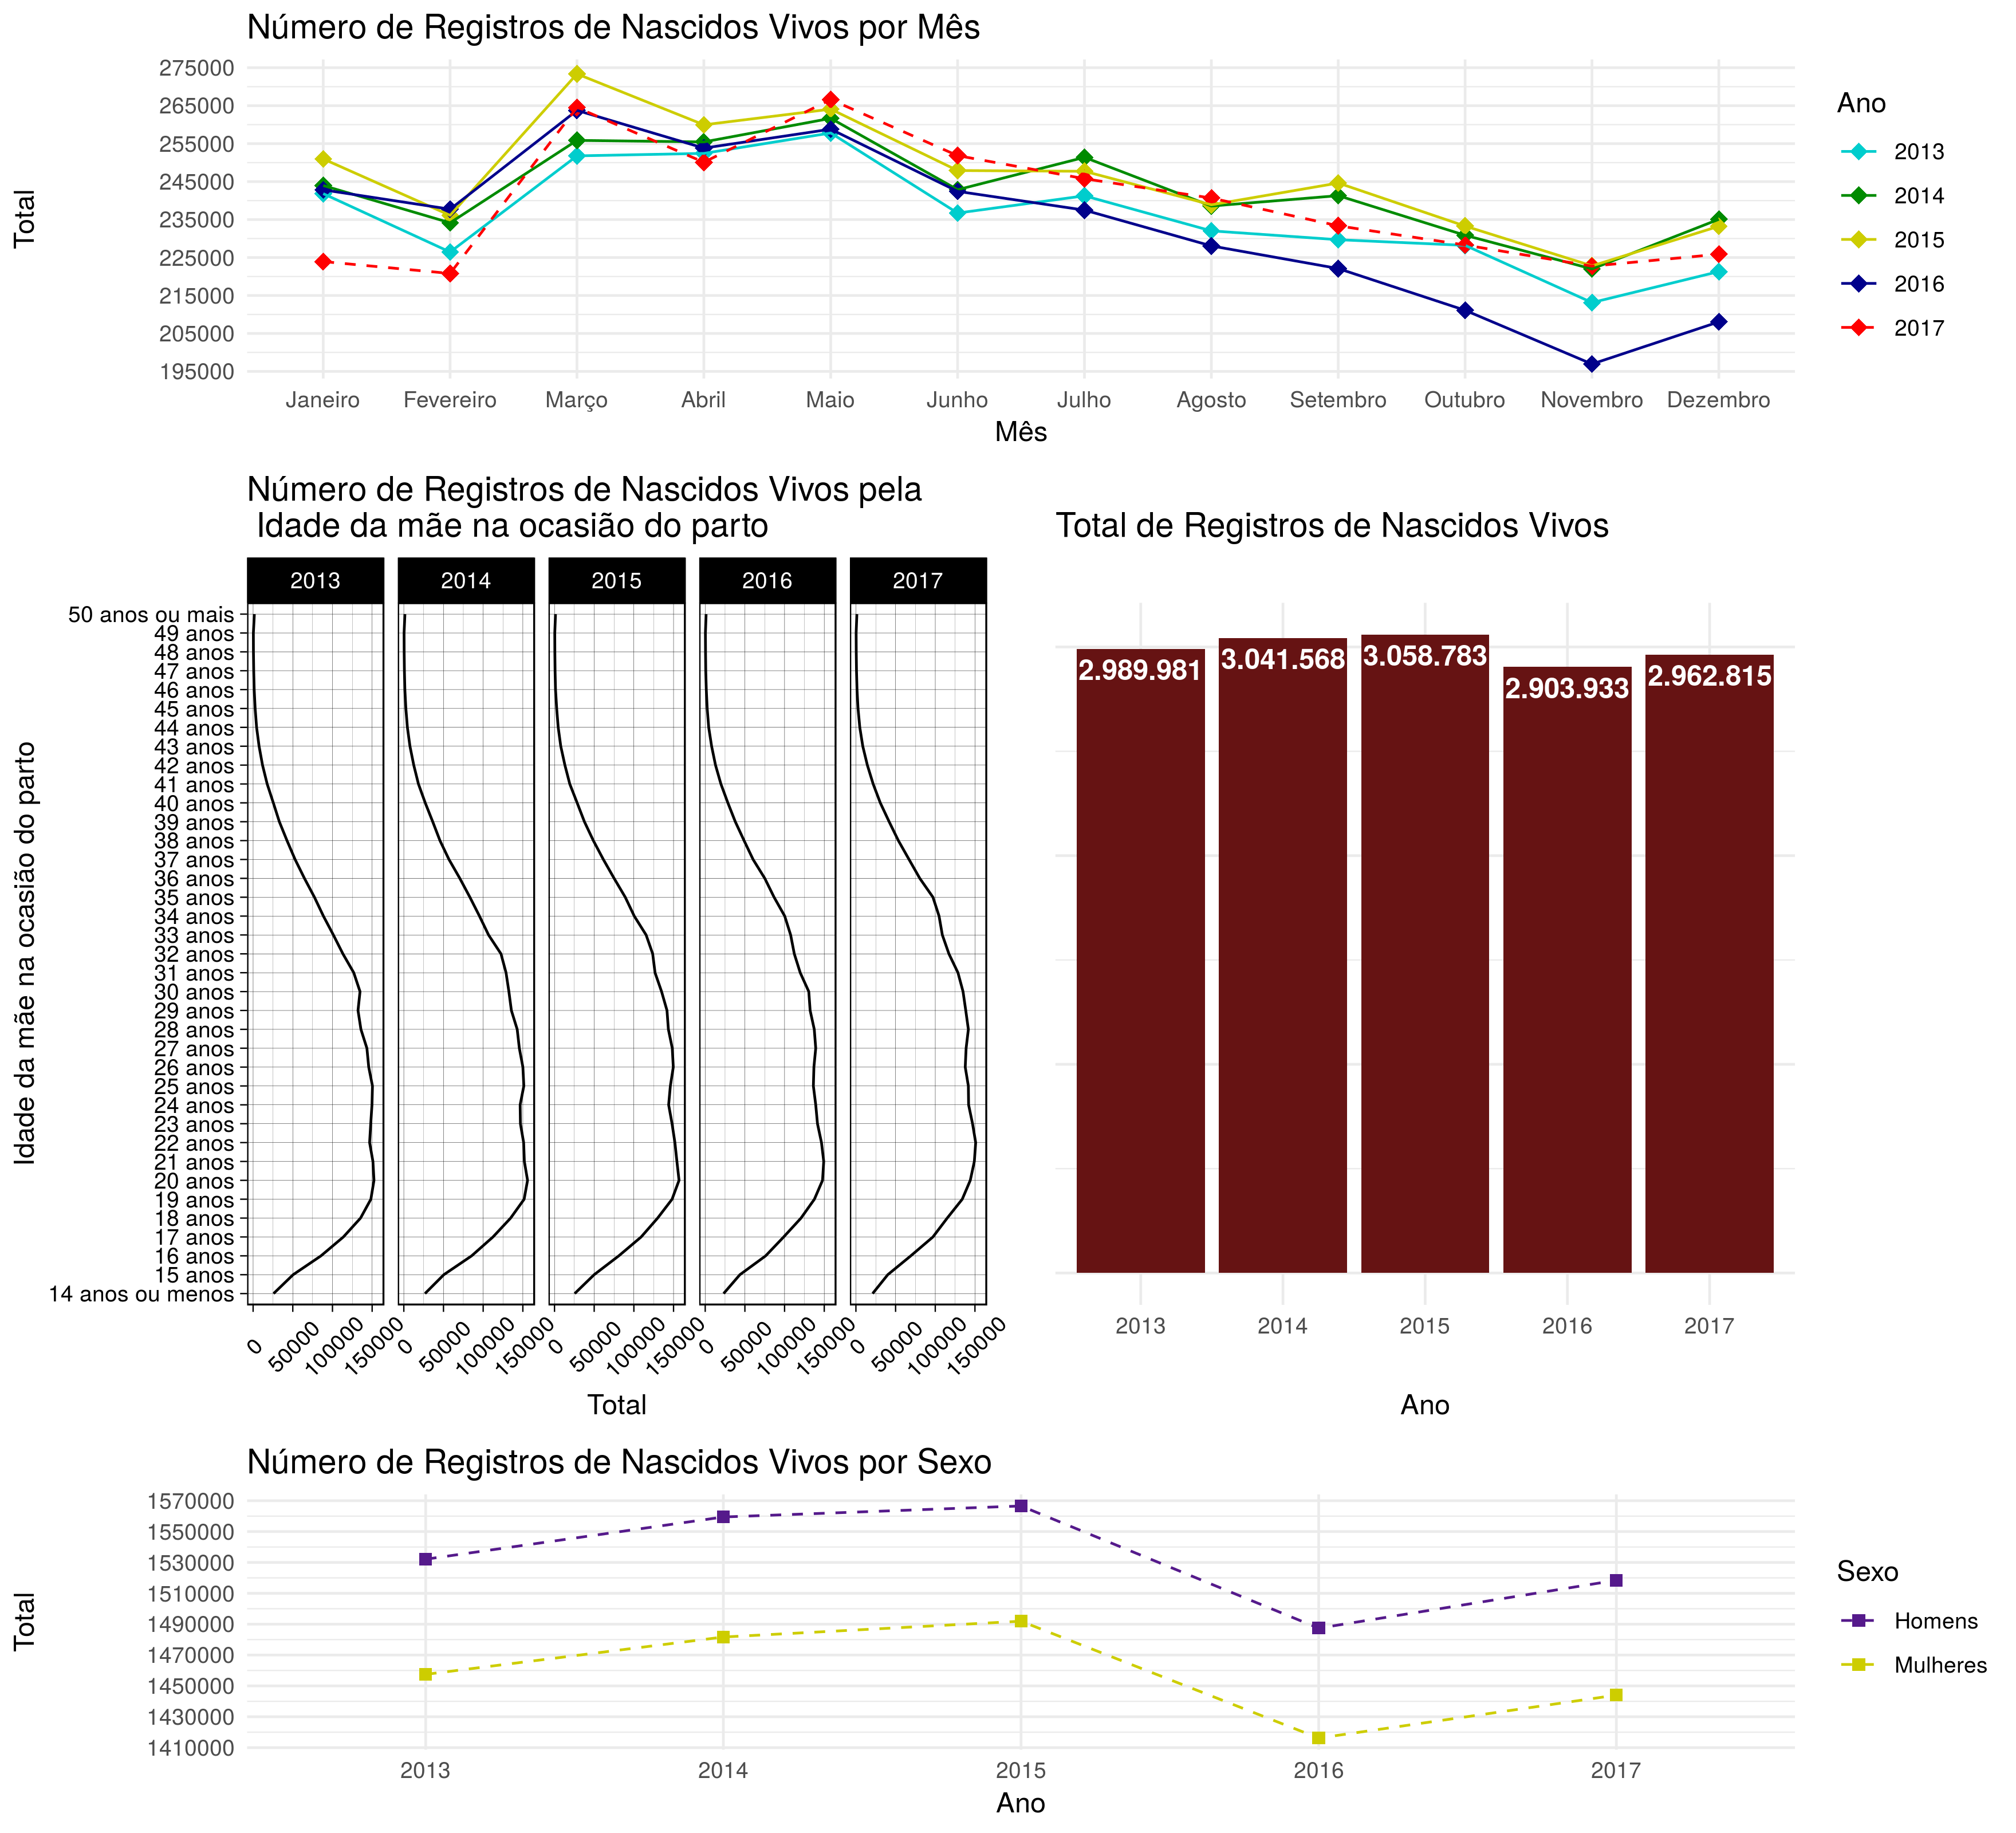 Número de Registros de Nascidos Vivos por Mês
Total
275000
265000
255000
245000
235000
225000
215000
205000
195000
Janeiro Fevereiro Março Abril Maio Junho Julho Agosto Setembro Outubro Novembro Dezembro
Mês
Ano
2013
2014
2015
2016
2017
Número de Registros de Nascidos Vivos pela
Idade da mãe na ocasião do parto
2013 2014 2015 2016 2017
Idade da mãe na ocasião do parto
50 anos ou mais
49 anos
48 anos
47 anos
46 anos
45 anos
44 anos
43 anos
42 anos
41 anos
40 anos
39 anos
38 anos
37 anos
36 anos
35 anos
34 anos
33 anos
32 anos
31 anos
30 anos
29 anos
28 anos
27 anos
26 anos
25 anos
24 anos
23 anos
22 anos
21 anos
20 anos
19 anos
18 anos
17 anos
16 anos
15 anos
14 anos ou menos
0 50000 100000 150000 0 50000 100000 150000 0 50000 100000 150000 0 50000 100000 150000 0 50000 100000 150000
Total
Total de Registros de Nascidos Vivos
2.989.981 3.041.568 3.058.783 2.903.933 2.962.815
2013 2014 2015 2016 2017
Ano
Número de Registros de Nascidos Vivos por Sexo
Total
1570000
1550000
1530000
1510000
1490000
1470000
1450000
1430000
1410000
2013 2014 2015 2016 2017
Ano
Sexo
Homens
Mulheres